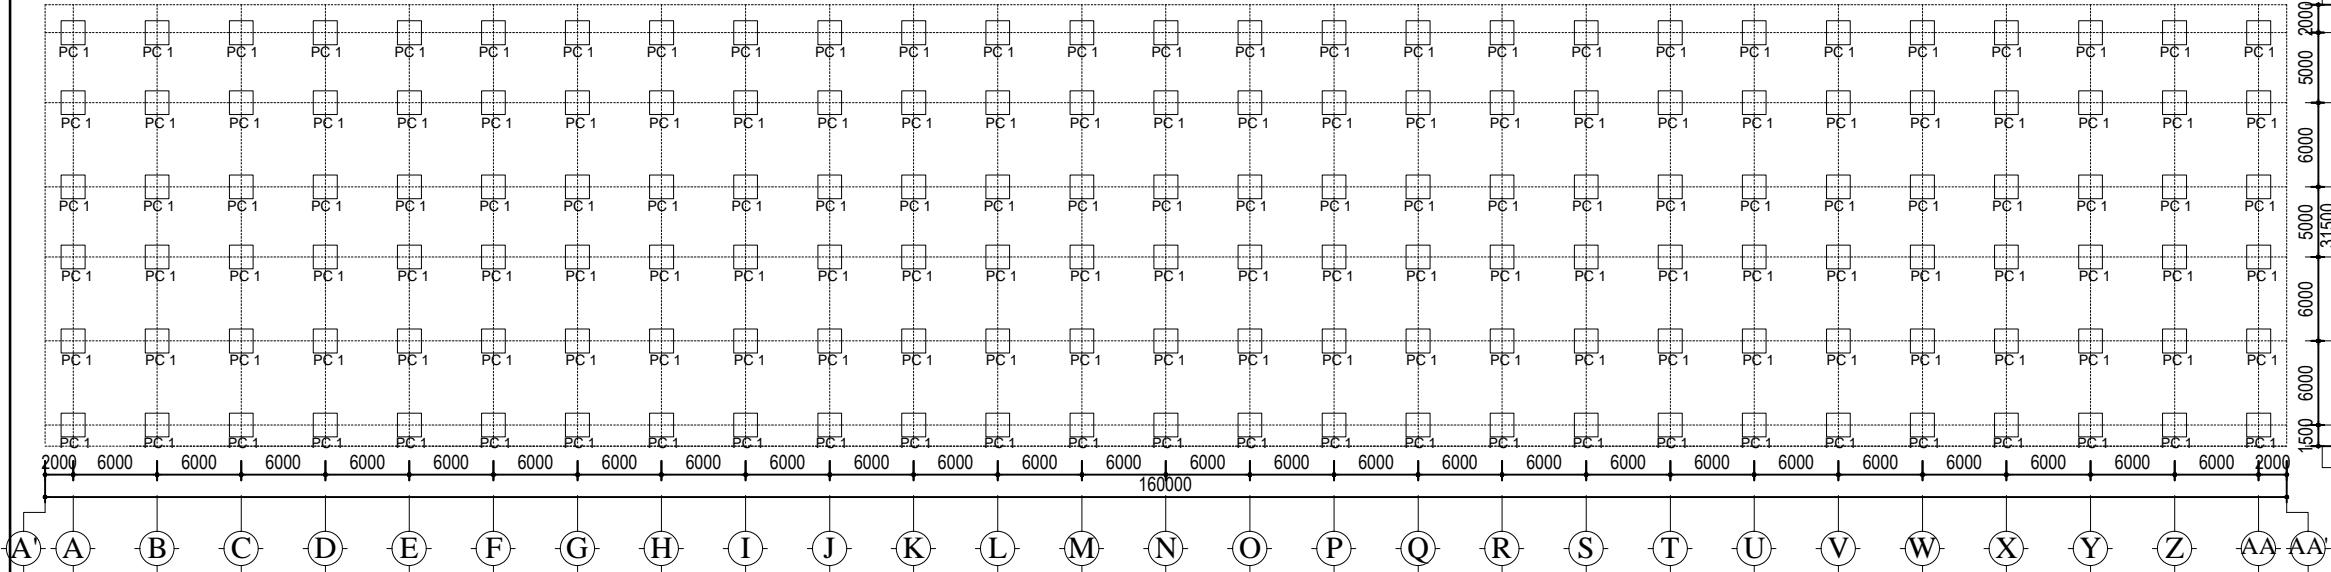 2000
PC 1 PC 1 PC 1 PC 1 PC 1 PC 1 PC 1 PC 1 PC 1 PC 1 PC 1 PC 1 PC 1 PC 1 PC 1 PC 1 PC 1 PC 1 PC 1 PC 1 PC 1 PC 1 PC 1 PC 1 PC 1 PC 1 PC 1
5000
PC 1 PC 1 PC 1 PC 1 PC 1 PC 1 PC 1 PC 1 PC 1 PC 1 PC 1 PC 1 PC 1 PC 1 PC 1 PC 1 PC 1 PC 1 PC 1 PC 1 PC 1 PC 1 PC 1 PC 1 PC 1 PC 1 PC 1
6000
PC 1 PC 1 PC 1 PC 1 PC 1 PC 1 PC 1 PC 1 PC 1 PC 1 PC 1 PC 1 PC 1 PC 1 PC 1 PC 1 PC 1 PC 1 PC 1 PC 1 PC 1 PC 1 PC 1 PC 1 PC 1 PC 1 PC 1
5000
31500
PC 1 PC 1 PC 1 PC 1 PC 1 PC 1 PC 1 PC 1 PC 1 PC 1 PC 1 PC 1 PC 1 PC 1 PC 1 PC 1 PC 1 PC 1 PC 1 PC 1 PC 1 PC 1 PC 1 PC 1 PC 1 PC 1 PC 1
6000
PC 1 PC 1 PC 1 PC 1 PC 1 PC 1 PC 1 PC 1 PC 1 PC 1 PC 1 PC 1 PC 1 PC 1 PC 1 PC 1 PC 1 PC 1 PC 1 PC 1 PC 1 PC 1 PC 1 PC 1 PC 1 PC 1 PC 1
6000
PC 1 PC 1 PC 1 PC 1 PC 1 PC 1 PC 1 PC 1 PC 1 PC 1 PC 1 PC 1 PC 1 PC 1 PC 1 PC 1 PC 1 PC 1 PC 1 PC 1 PC 1 PC 1 PC 1 PC 1 PC 1 PC 1 PC 1
1500
2000 6000 6000 6000 6000 6000 6000 6000 6000 6000 6000 6000 6000 6000 6000 6000 6000 6000 6000 6000 6000 6000 6000 6000 6000 6000 6000 2000
160000
A' A B C D E F G H I J K L M N O P Q R S T U V W X Y Z AA AA'